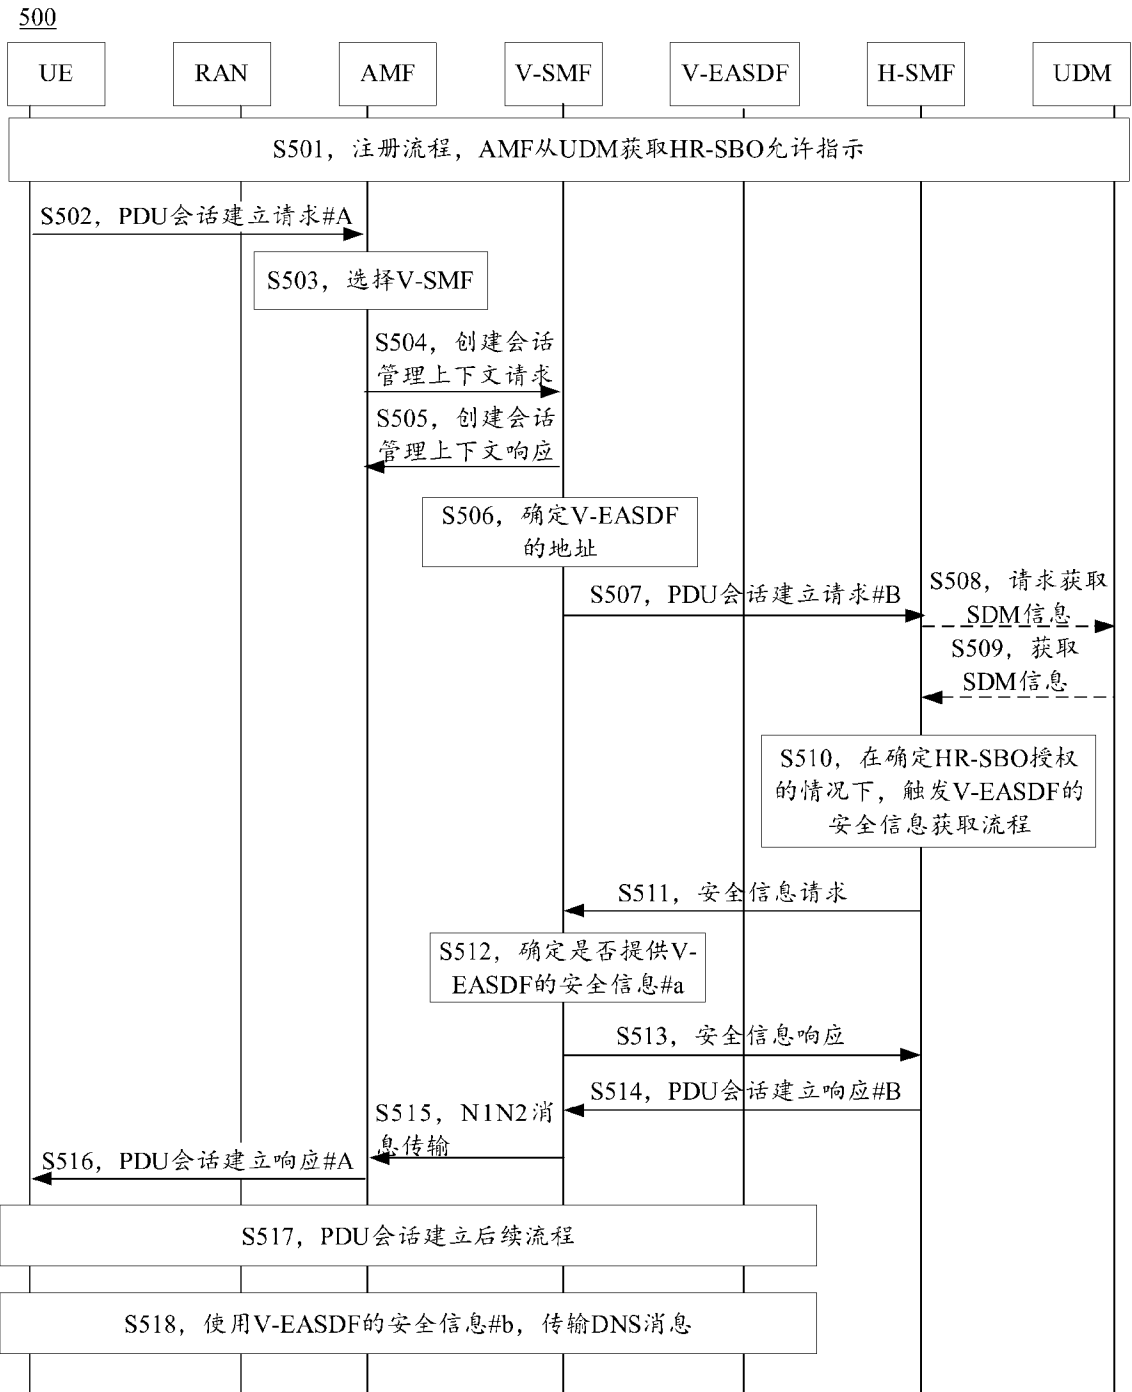 500
UE
RAN
AMF
V-SMF
V-EASDF
H-SMF
UDM
S501，注册流程，AMF从UDM获取HR-SBO允许指示
S502，PDU会话建立请求#A
S503，选择V-SMF
S504，创建会话
管理上下文请求
S505，创建会话
管理上下文响应
S506，确定V-EASDF
的地址
S507，PDU会话建立请求#B
S508，请求获取
SDM信息
S509，获取
SDM信息
S510，在确定HR-SBO授权
的情况下，触发V-EASDF的
安全信息获取流程
S511，安全信息请求
S512，确定是否提供V-
EASDF的安全信息#a
S513，安全信息响应
S514，PDU会话建立响应#B
S515，N1N2消
息传输
S516，PDU会话建立响应#A
S517，PDU会话建立后续流程
S518，使用V-EASDF的安全信息#b，传输DNS消息